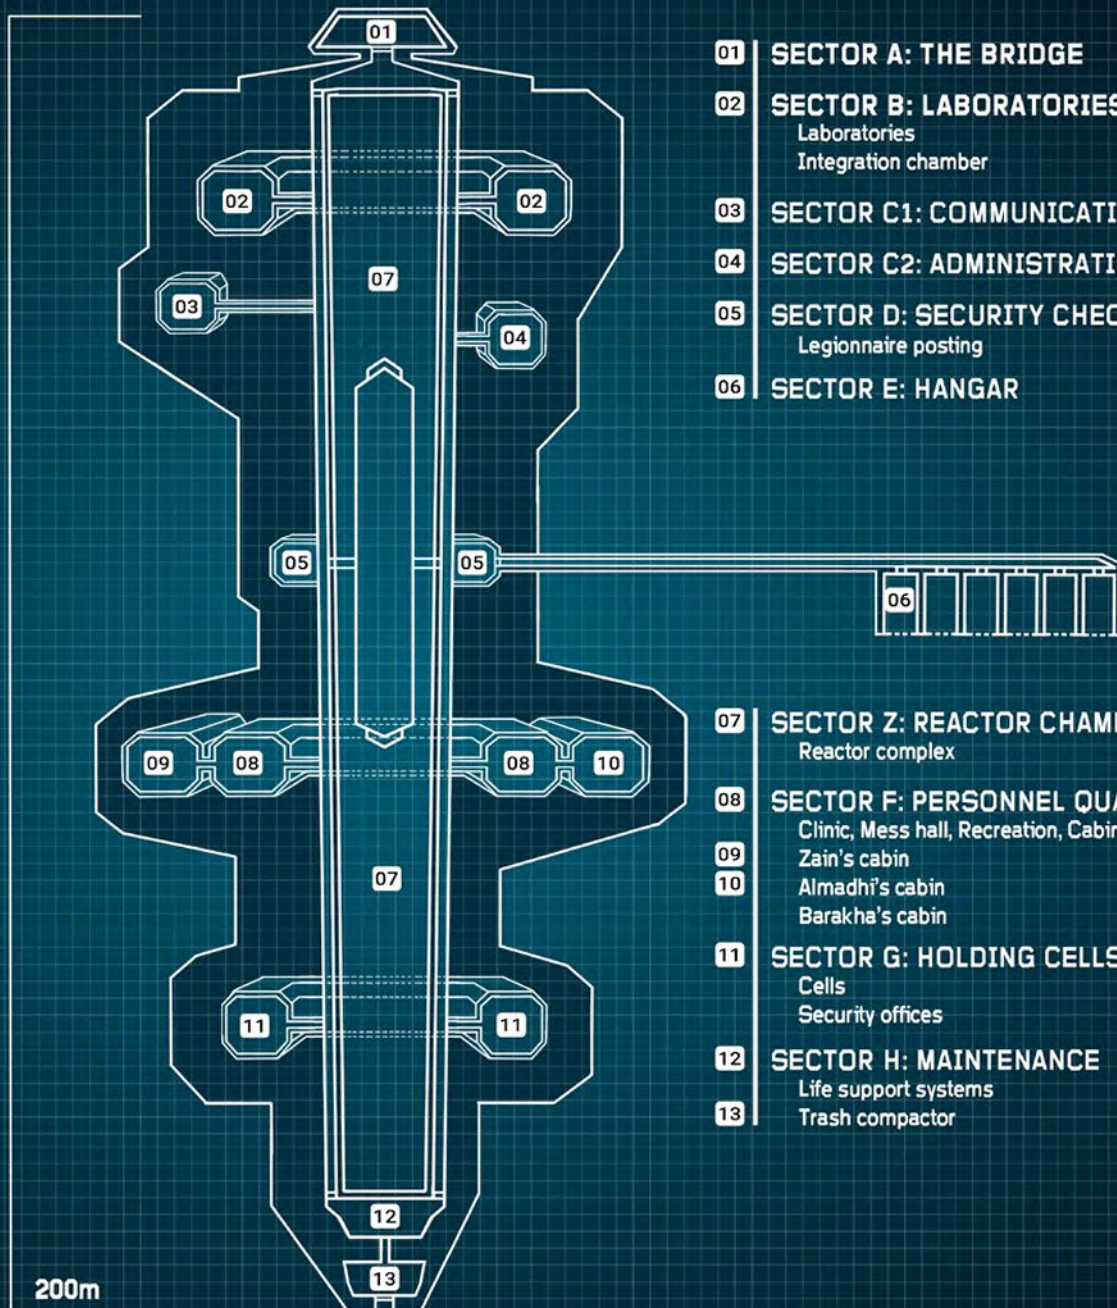 01 SECTOR A: THE BRIDGE
02 SECTOR B: LABORATORIES
Laboratories
Integration chamber
03 SECTOR C1: COMMUNICATI
04 SECTOR C2: ADMINISTRATI
05 SECTOR D: SECURITY CHEC
Legionnaire posting
06 SECTOR E: HANGAR
07 SECTOR Z: REACTOR CHAM
Reactor complex
08 SECTOR F: PERSONNEL QUA
Clinic, Mess hall, Recreation, Cabin
09 Zain's cabin
10 Almadhi's cabin
Barakha's cabin
11 SECTOR G: HOLDING CELLS
Cells
Security offices
12 SECTOR H: MAINTENANCE
Life support systems
13 Trash compactor
01
02 02
07
03
04
05 05
06
09 08 08 10
07
11 11
12
13
200m